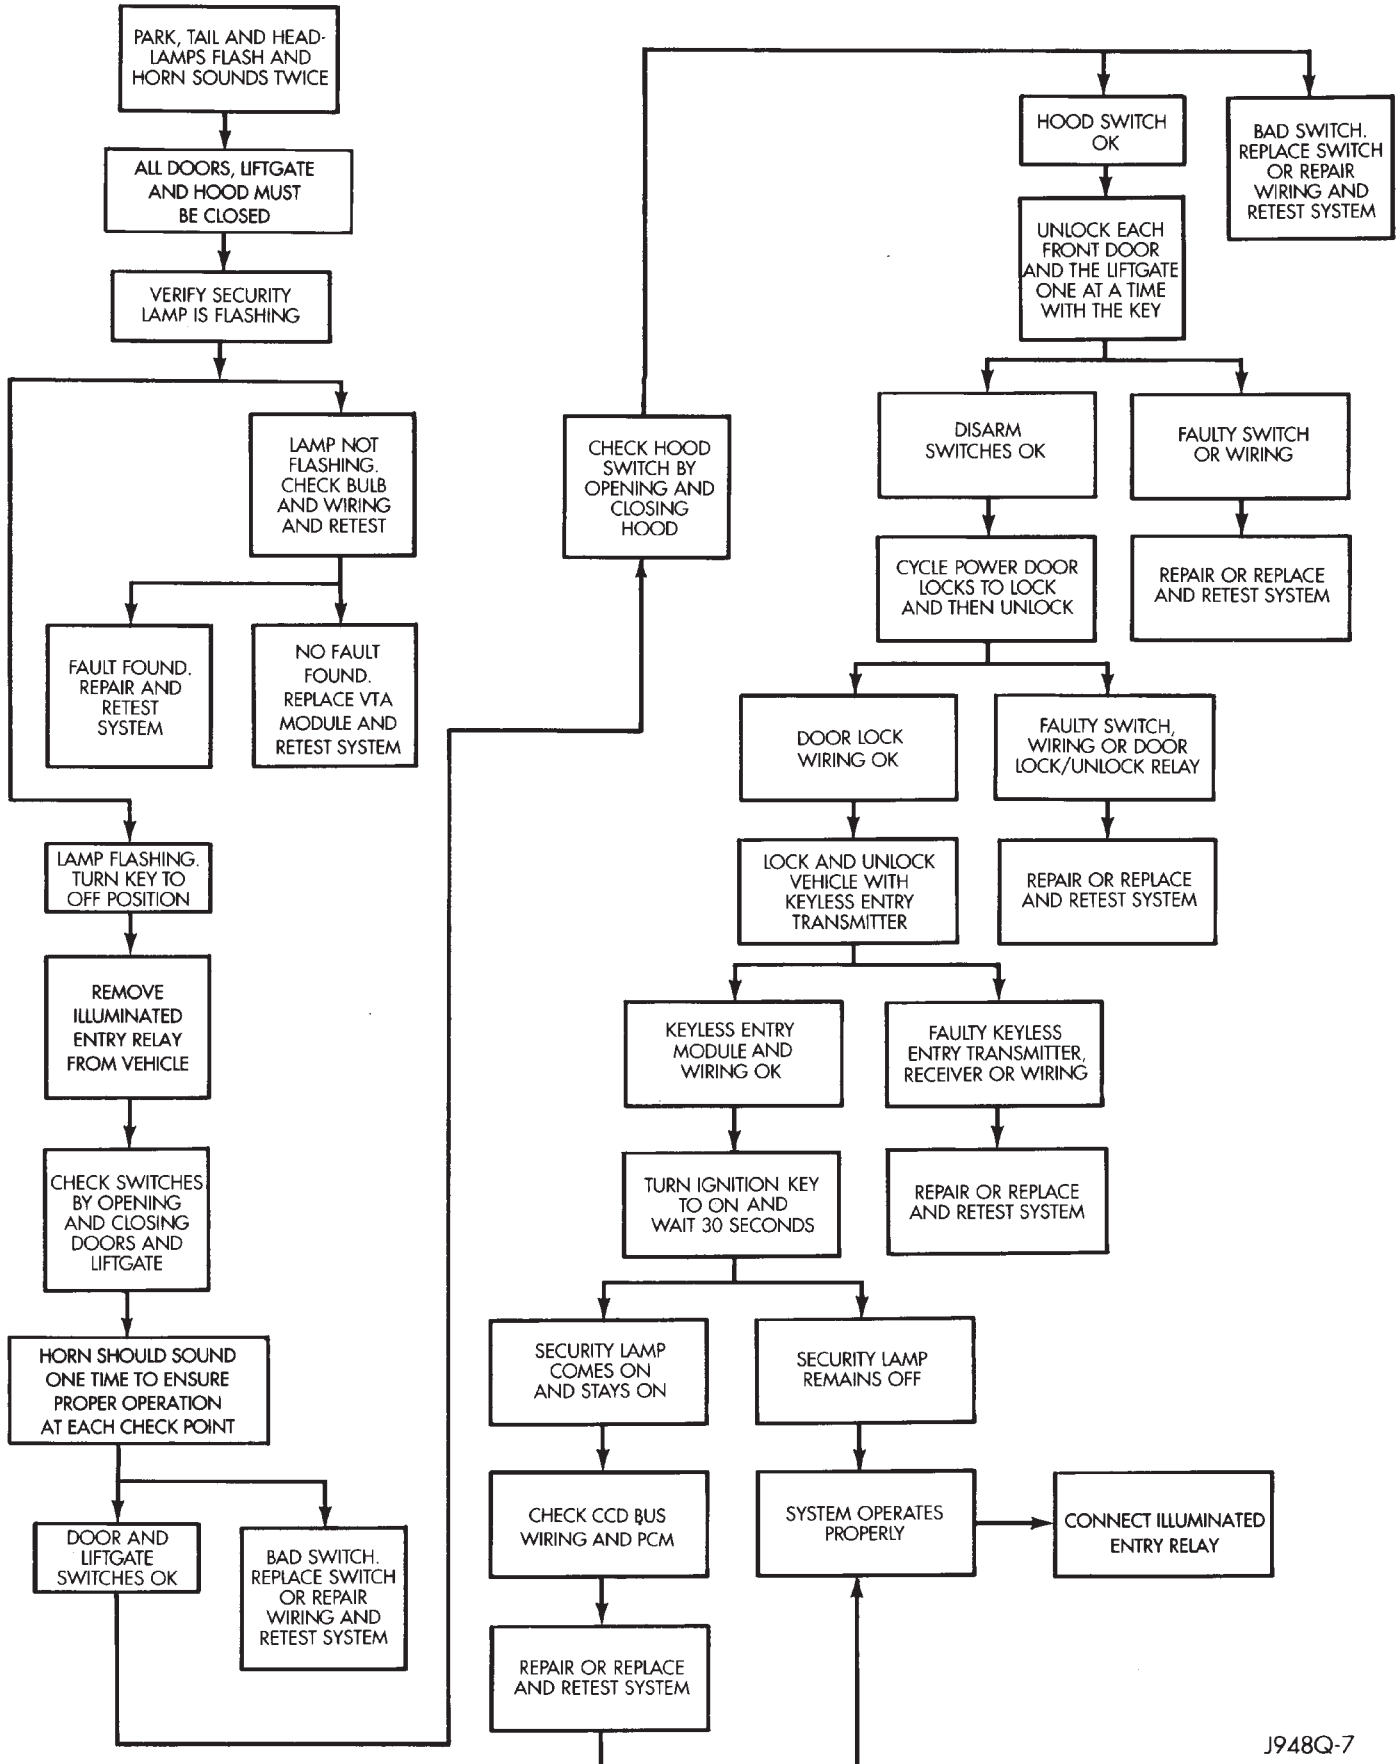 PARK, TAIL AND HEAD-
LAMPS FLASH AND
HORN SOUNDS TWICE
ALL DOORS, LIFTGATE
AND HOOD MUST
BE CLOSED
VERIFY SECURITY
LAMP IS FLASHING
LAMP NOT
FLASHING.
CHECK BULB
AND WIRING
AND RETEST
FAULT FOUND.
REPAIR AND
RETEST
SYSTEM
NO FAULT
FOUND.
REPLACE VTA
MODULE AND
RETEST SYSTEM
LAMP FLASHING.
TURN KEY TO
OFF POSITION
REMOVE
ILLUMINATED
ENTRY RELAY
FROM VEHICLE
CHECK SWITCHES
BY OPENING
AND CLOSING
DOORS AND
LIFTGATE
HORN SHOULD SOUND
ONE TIME TO ENSURE
PROPER OPERATION
AT EACH CHECK POINT
DOOR AND
LIFTGATE
SWITCHES OK
BAD SWITCH.
REPLACE SWITCH
OR REPAIR
WIRING AND
RETEST SYSTEM
CHECK HOOD
SWITCH BY
OPENING AND
CLOSING
HOOD
HOOD SWITCH
OK
BAD SWITCH.
REPLACE SWITCH
OR REPAIR
WIRING AND
RETEST SYSTEM
UNLOCK EACH
FRONT DOOR
AND THE LIFTGATE
ONE AT A TIME
WITH THE KEY
DISARM
SWITCHES OK
FAULTY SWITCH
OR WIRING
CYCLE POWER DOOR
LOCKS TO LOCK
AND THEN UNLOCK
REPAIR OR REPLACE
AND RETEST SYSTEM
DOOR LOCK
WIRING OK
FAULTY SWITCH,
WIRING OR DOOR
LOCK/UNLOCK RELAY
LOCK AND UNLOCK
VEHICLE WITH
KEYLESS ENTRY
TRANSMITTER
REPAIR OR REPLACE
AND RETEST SYSTEM
KEYLESS ENTRY
MODULE AND
WIRING OK
FAULTY KEYLESS
ENTRY TRANSMITTER,
RECEIVER OR WIRING
TURN IGNITION KEY
TO ON AND
WAIT 30 SECONDS
REPAIR OR REPLACE
AND RETEST SYSTEM
SECURITY LAMP
COMES ON
AND STAYS ON
SECURITY LAMP
REMAINS OFF
CHECK CCD BUS
WIRING AND PCM
SYSTEM OPERATES
PROPERLY
CONNECT ILLUMINATED
ENTRY RELAY
REPAIR OR REPLACE
AND RETEST SYSTEM
J948Q-7